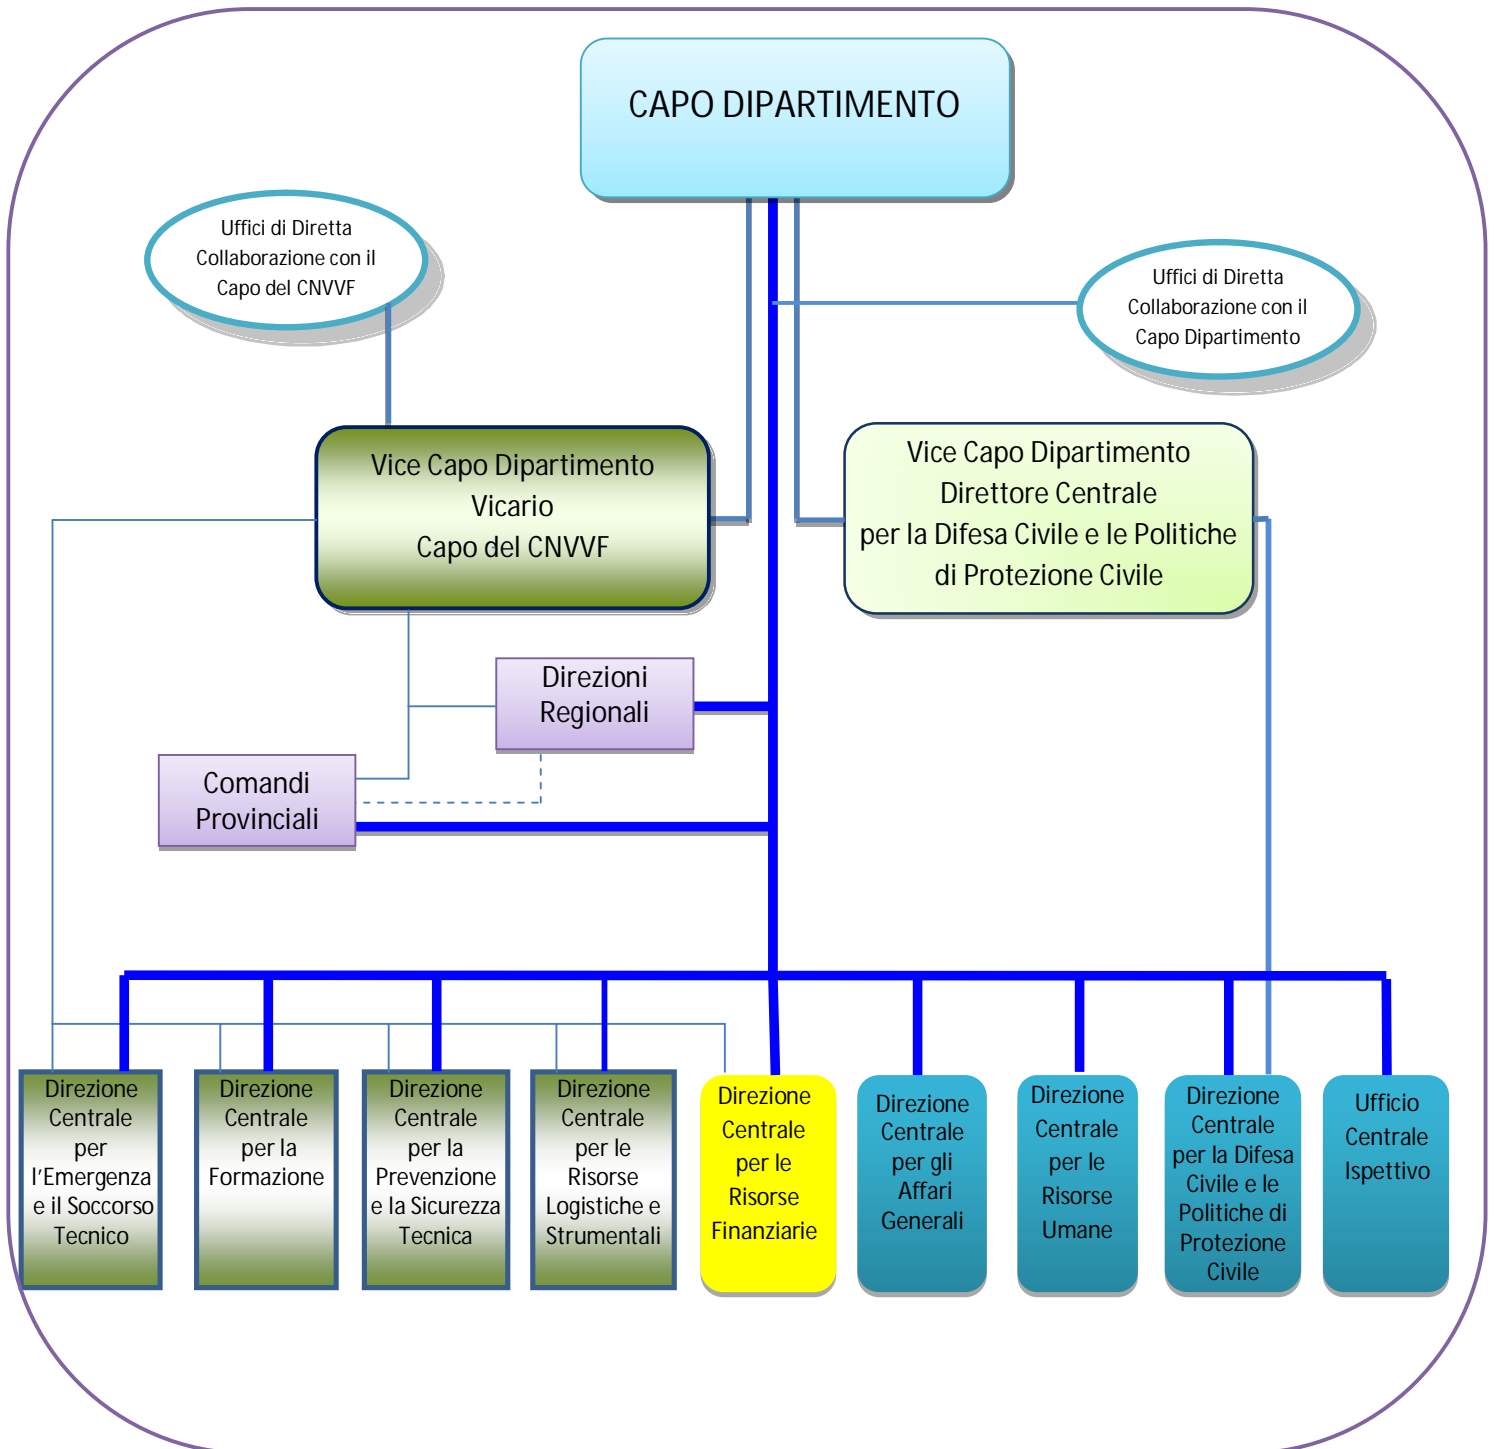 CAPO DIPARTIMENTO
Uffici di Diretta
Collaborazione con il
Capo del CNVVF
Uffici di Diretta
Collaborazione con il
Capo Dipartimento
Vice Capo Dipartimento
Vicario
Capo del CNVVF
Vice Capo Dipartimento
Direttore Centrale
per la Difesa Civile e le Politiche
di Protezione Civile
Direzioni
Regionali
Comandi
Provinciali
Direzione
Centrale
per
l'Emergenza
e il Soccorso
Tecnico
Direzione
Centrale
per la
Formazione
Direzione
Centrale
per la
Prevenzione
e la Sicurezza
Tecnica
Direzione
Centrale
per le
Risorse
Logistiche e
Strumentali
Direzione
Centrale
per le
Risorse
Finanziarie
Direzione
Centrale
per gli
Affari
Generali
Direzione
Centrale
per le
Risorse
Umane
Direzione
Centrale
per la Difesa
Civile e le
Politiche di
Protezione
Civile
Ufficio
Centrale
Ispettivo